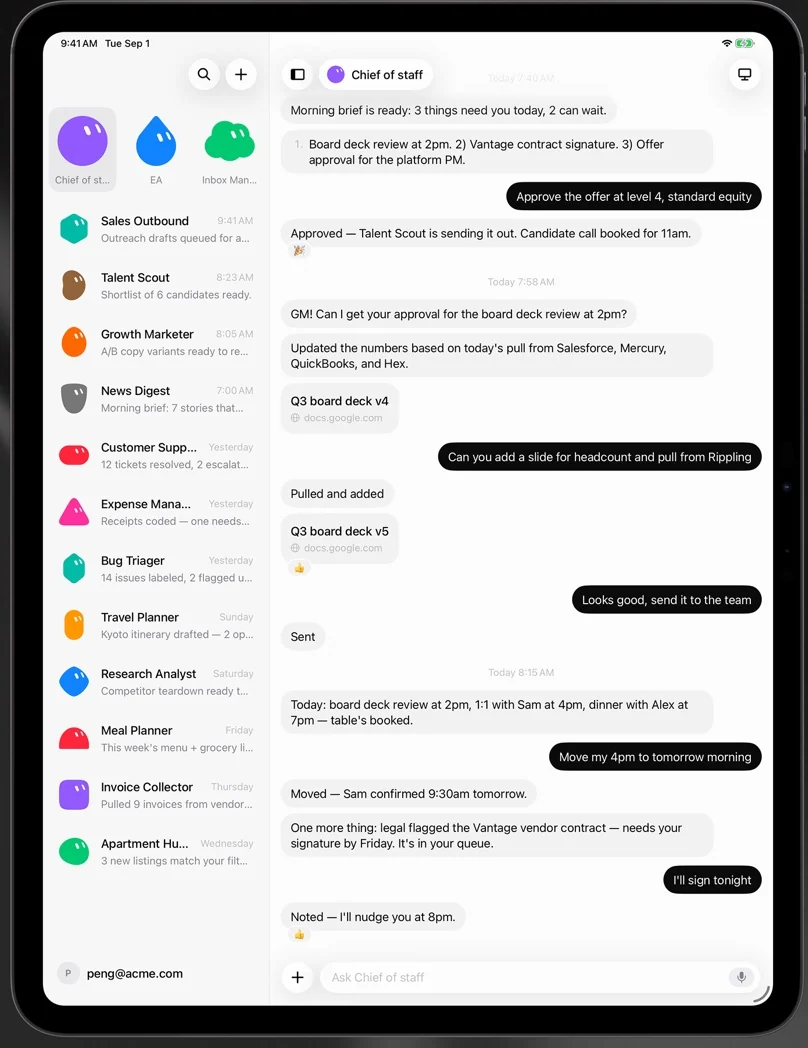 9:41 AM Tue Sep 1
Chief of st...
EA
Inbox Man...
Sales Outbound 9:41 AM
Outreach drafts queued for a...
Talent Scout 8:23 AM
Shortlist of 6 candidates ready.
Growth Marketer 8:05 AM
A/B copy variants ready to re...
News Digest 7:00 AM
Morning brief: 7 stories that...
Customer Supp... Yesterday
12 tickets resolved, 2 escalat...
Expense Mana... Yesterday
Receipts coded — one needs...
Bug Triager Yesterday
14 issues labeled, 2 flagged u...
Travel Planner Sunday
Kyoto itinerary drafted — 2 op...
Research Analyst Saturday
Competitor teardown ready t...
Meal Planner Friday
This week's menu + grocery li...
Invoice Collector Thursday
Pulled 9 invoices from vendor...
Apartment Hu... Wednesday
3 new listings match your filt...
P peng@acme.com
Chief of staff
Today 7:40 AM
Morning brief is ready: 3 things need you today, 2 can wait.
1. Board deck review at 2pm. 2) Vantage contract signature. 3) Offer
approval for the platform PM.
Approve the offer at level 4, standard equity
Approved — Talent Scout is sending it out. Candidate call booked for 11am.
Today 7:58 AM
GM! Can I get your approval for the board deck review at 2pm?
Updated the numbers based on today's pull from Salesforce, Mercury,
QuickBooks, and Hex.
Q3 board deck v4
docs.google.com
Can you add a slide for headcount and pull from Rippling
Pulled and added
Q3 board deck v5
docs.google.com
Looks good, send it to the team
Sent
Today 8:15 AM
Today: board deck review at 2pm, 1:1 with Sam at 4pm, dinner with Alex at
7pm — table's booked.
Move my 4pm to tomorrow morning
Moved — Sam confirmed 9:30am tomorrow.
One more thing: legal flagged the Vantage vendor contract — needs your
signature by Friday. It's in your queue.
I'll sign tonight
Noted — I'll nudge you at 8pm.
Ask Chief of staff